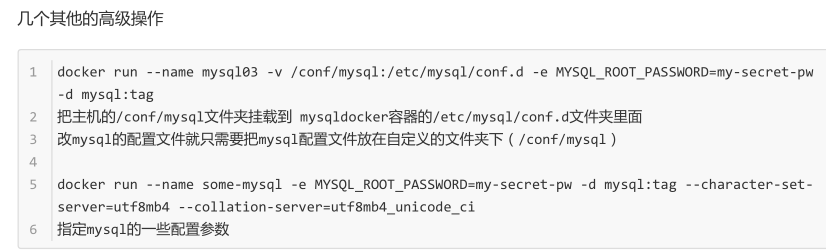 几个其他的高级操作
1 docker run --name mysql03 -v /conf/mysql:/etc/mysql/conf.d -e MYSQL_ROOT_PASSWORD=my-secret-pw
-d mysql:tag
2 把主机的/conf/mysql文件夹挂载到 mysqldocker容器的/etc/mysql/conf.d文件夹里面
3 改mysql的配置文件就只需要把mysql配置文件放在自定义的文件夹下（/conf/mysql）
4
5 docker run --name some-mysql -e MYSQL_ROOT_PASSWORD=my-secret-pw -d mysql:tag --character-set-
server=utf8mb4 --collation-server=utf8mb4_unicode_ci
6 指定mysql的一些配置参数